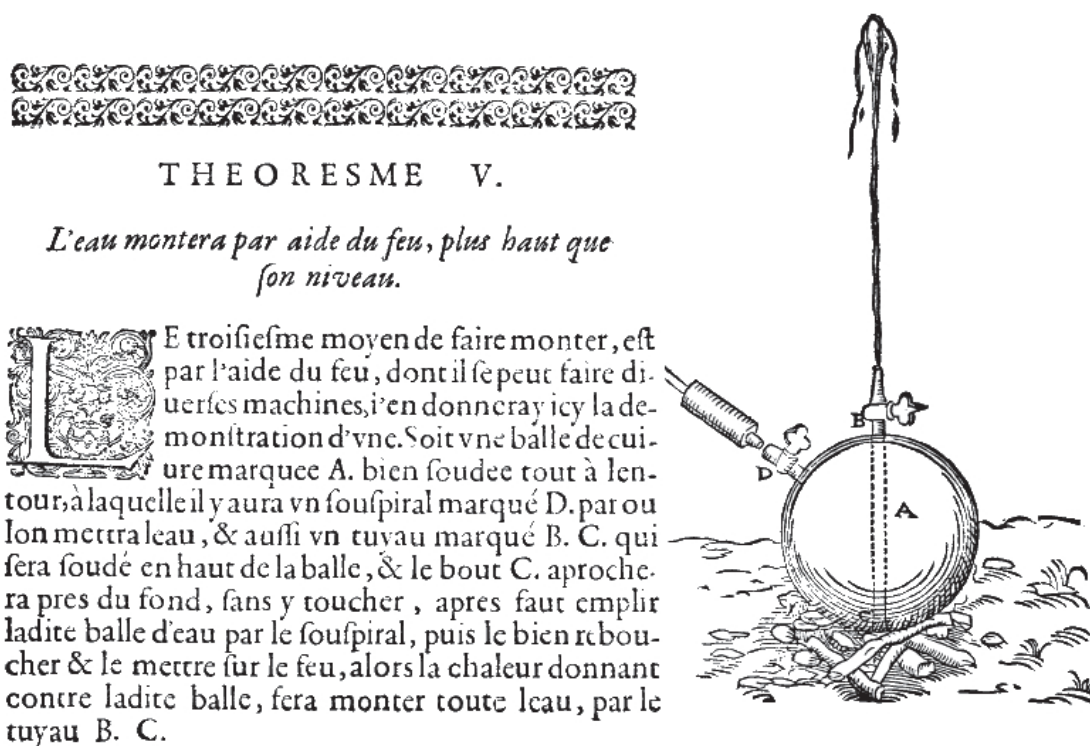 THEORESME V.
L'eau montera par aide du feu, plus haut que
ſon niveau.
LE troiſieſme moyen de faire monter, eſt
par l'aide du feu, dont il ſe peut faire di-
uerſes machines, i'en donneray icy la de-
monſtration d'vne. Soit vne balle de cui-
ure marquee A. bien ſoudee tout à len-
tour, à laquelle il y aura vn ſouſpiral marqué D. par ou
lon mettra leau, & auſſi vn tuyau marqué B. C. qui
ſera ſoudé en haut de la balle, & le bout C. aproche-
ra pres du fond, ſans y toucher, apres faut emplir
ladite balle d'eau par le ſouſpiral, puis le bien rebou-
cher & le mettre ſur le feu, alors la chaleur donnant
contre ladite balle, fera monter toute leau, par le
tuyau B. C.
B
D
A